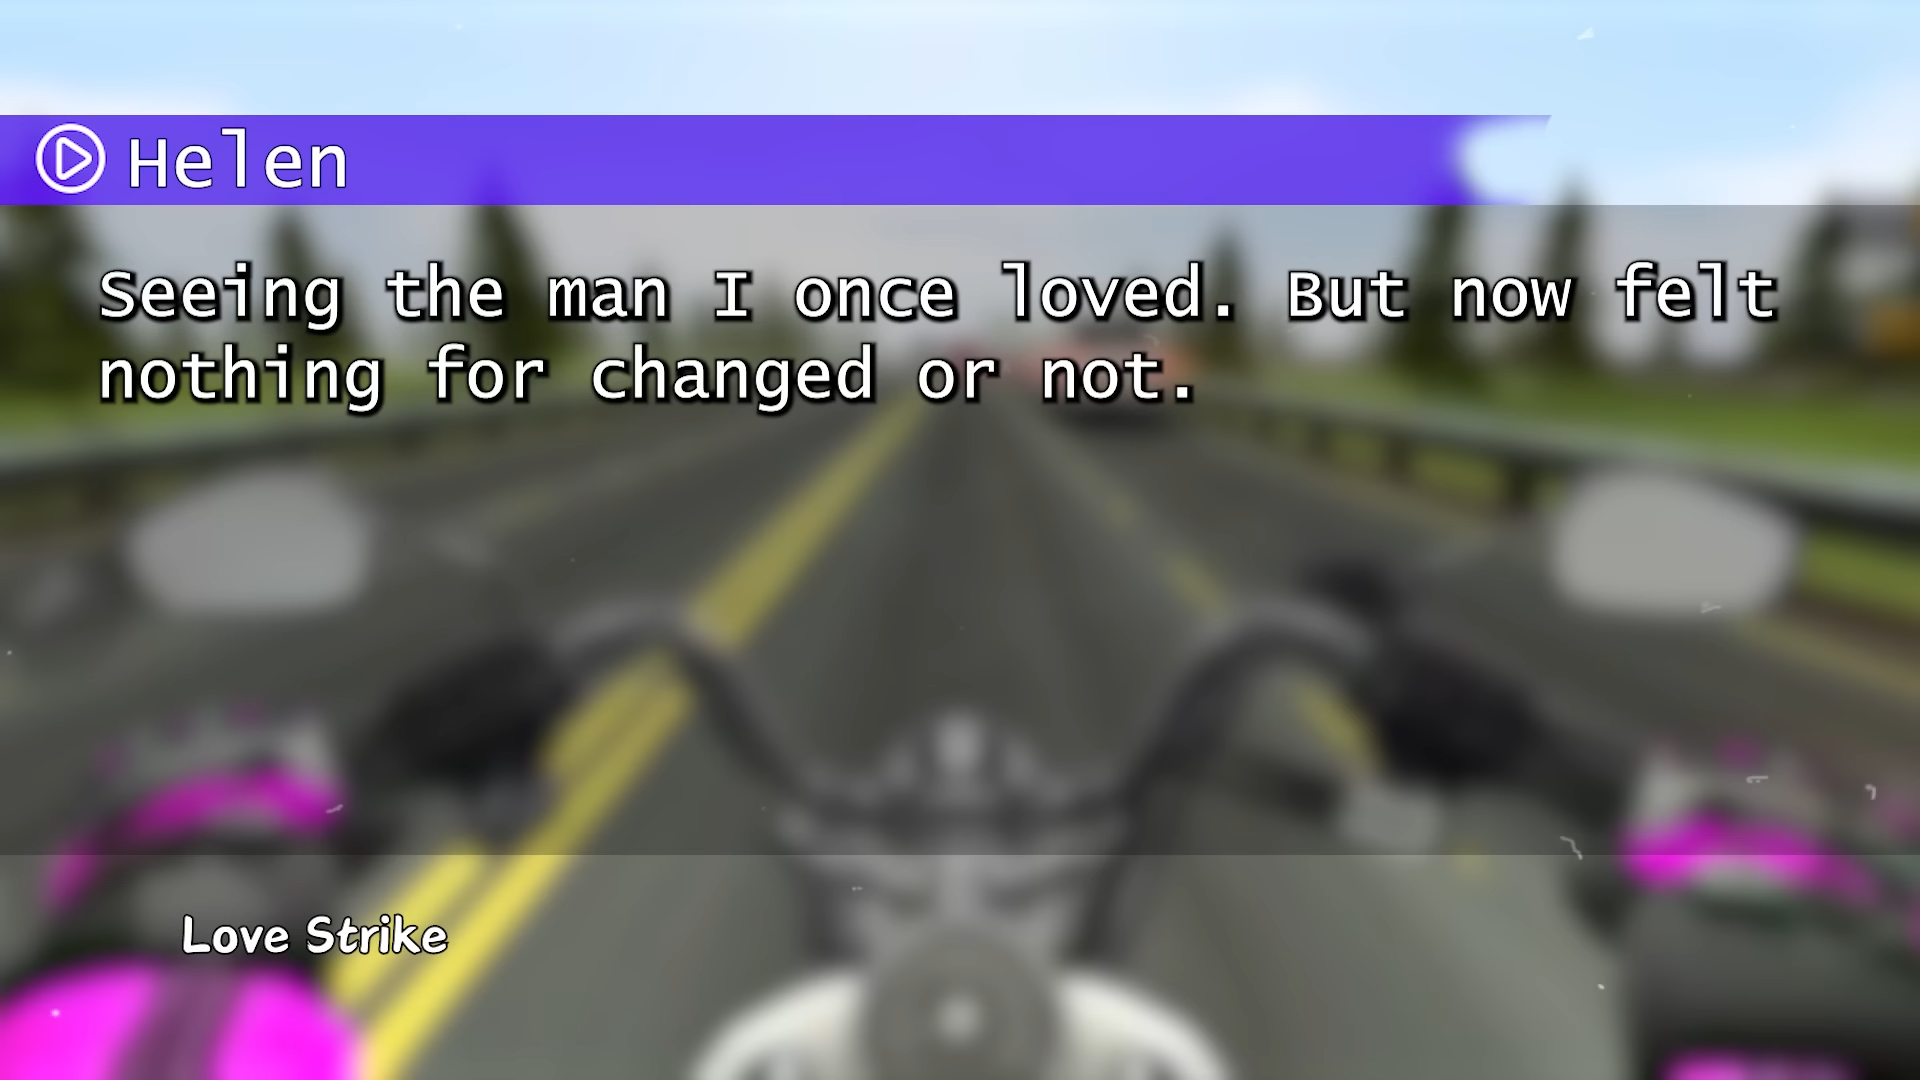 Helen
Seeing the man I once loved. But now felt
nothing for changed or not.
Love Strike